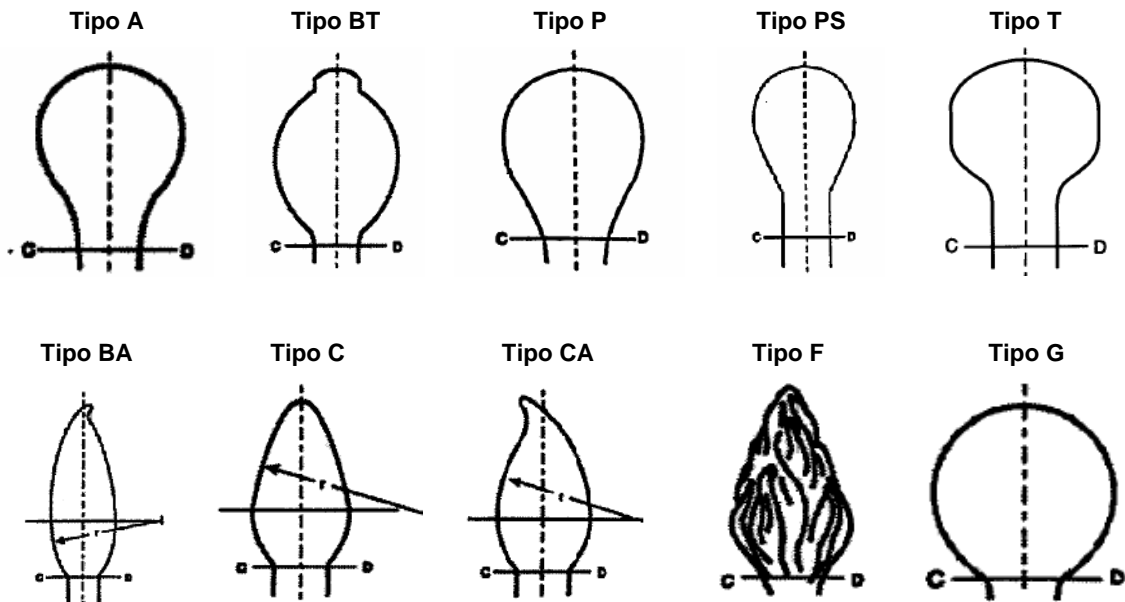 Tipo A Tipo BT Tipo P Tipo PS Tipo T
C D C D C D C D C D
Tipo BA Tipo C Tipo CA Tipo F Tipo G
r r r
C D C D C D C D C D